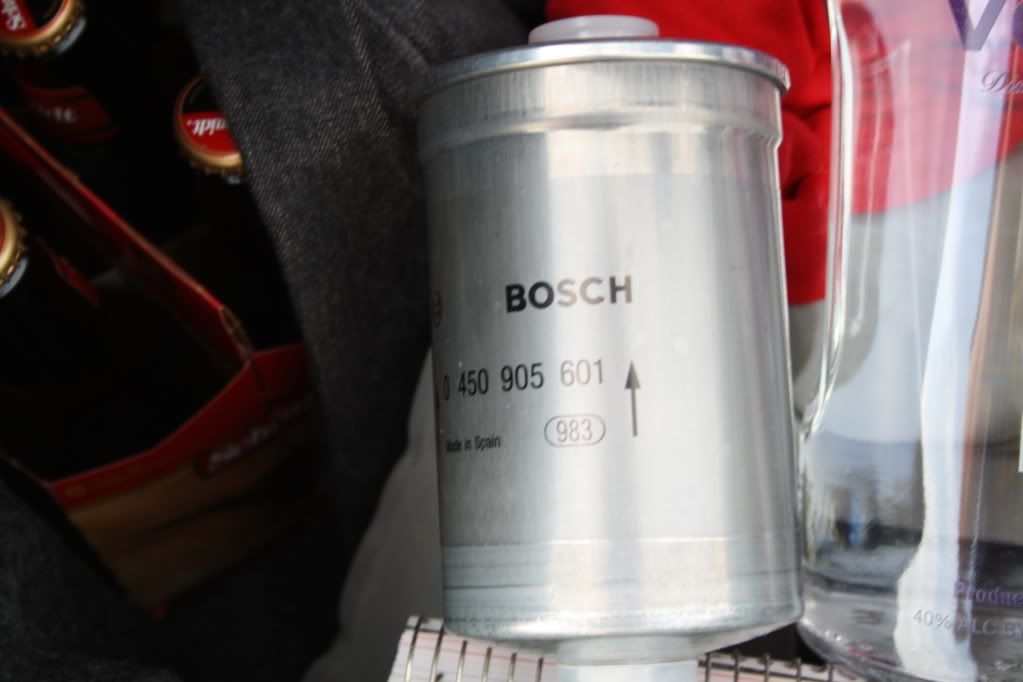 BOSCH
0 450 905 601
983
Made in Spain
40% ALC B